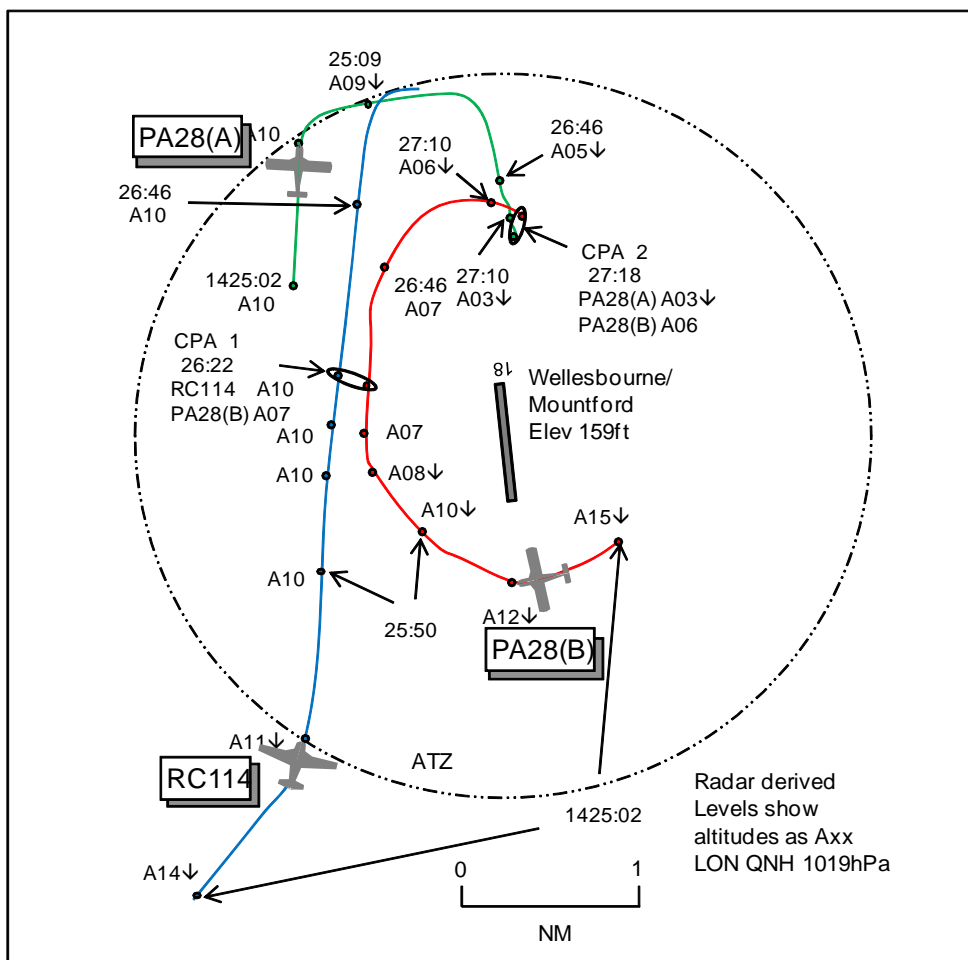 25:09
A09↓
PA28(A)
A10
27:10
A06↓
26:46
A05↓
26:46
A10
1425:02
A10
26:46
A07
27:10
A03↓
CPA 2
27:18
PA28(A) A03↓
PA28(B) A06
CPA 1
26:22
RC114 A10
PA28(B) A07
18
Wellesbourne/
Mountford
Elev 159ft
A10
A07
A10
A08↓
A10↓
A15↓
A10
25:50
A12↓
PA28(B)
A11↓
RC114
ATZ
1425:02
Radar derived
Levels show
altitudes as Axx
LON QNH 1019hPa
A14↓
0 1
NM